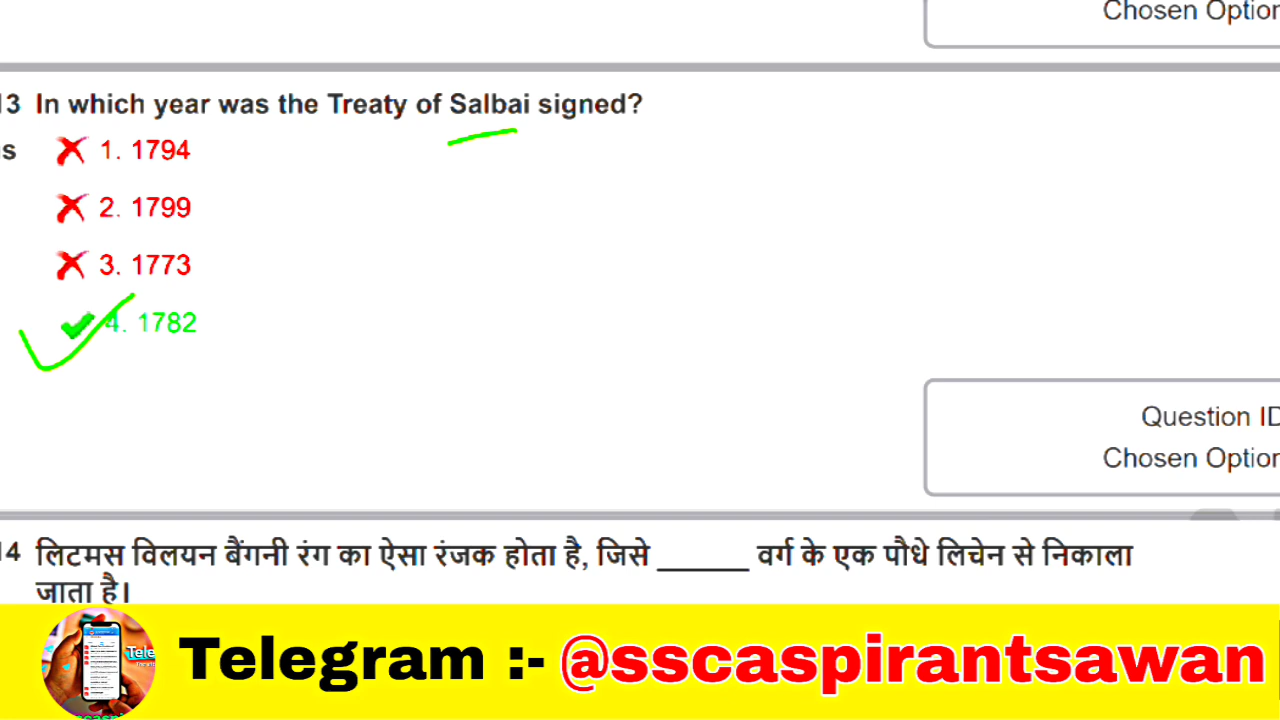 Chosen Option
13 In which year was the Treaty of Salbai signed?
s
1. 1794
2. 1799
3. 1773
4. 1782
Question ID
Chosen Option
14 लिटमस विलयन बैंगनी रंग का ऐसा रंजक होता है, जिसे ______ वर्ग के एक पौधे लिचेन से निकाला
जाता है।
Telegram :- @sscaspirantsawan